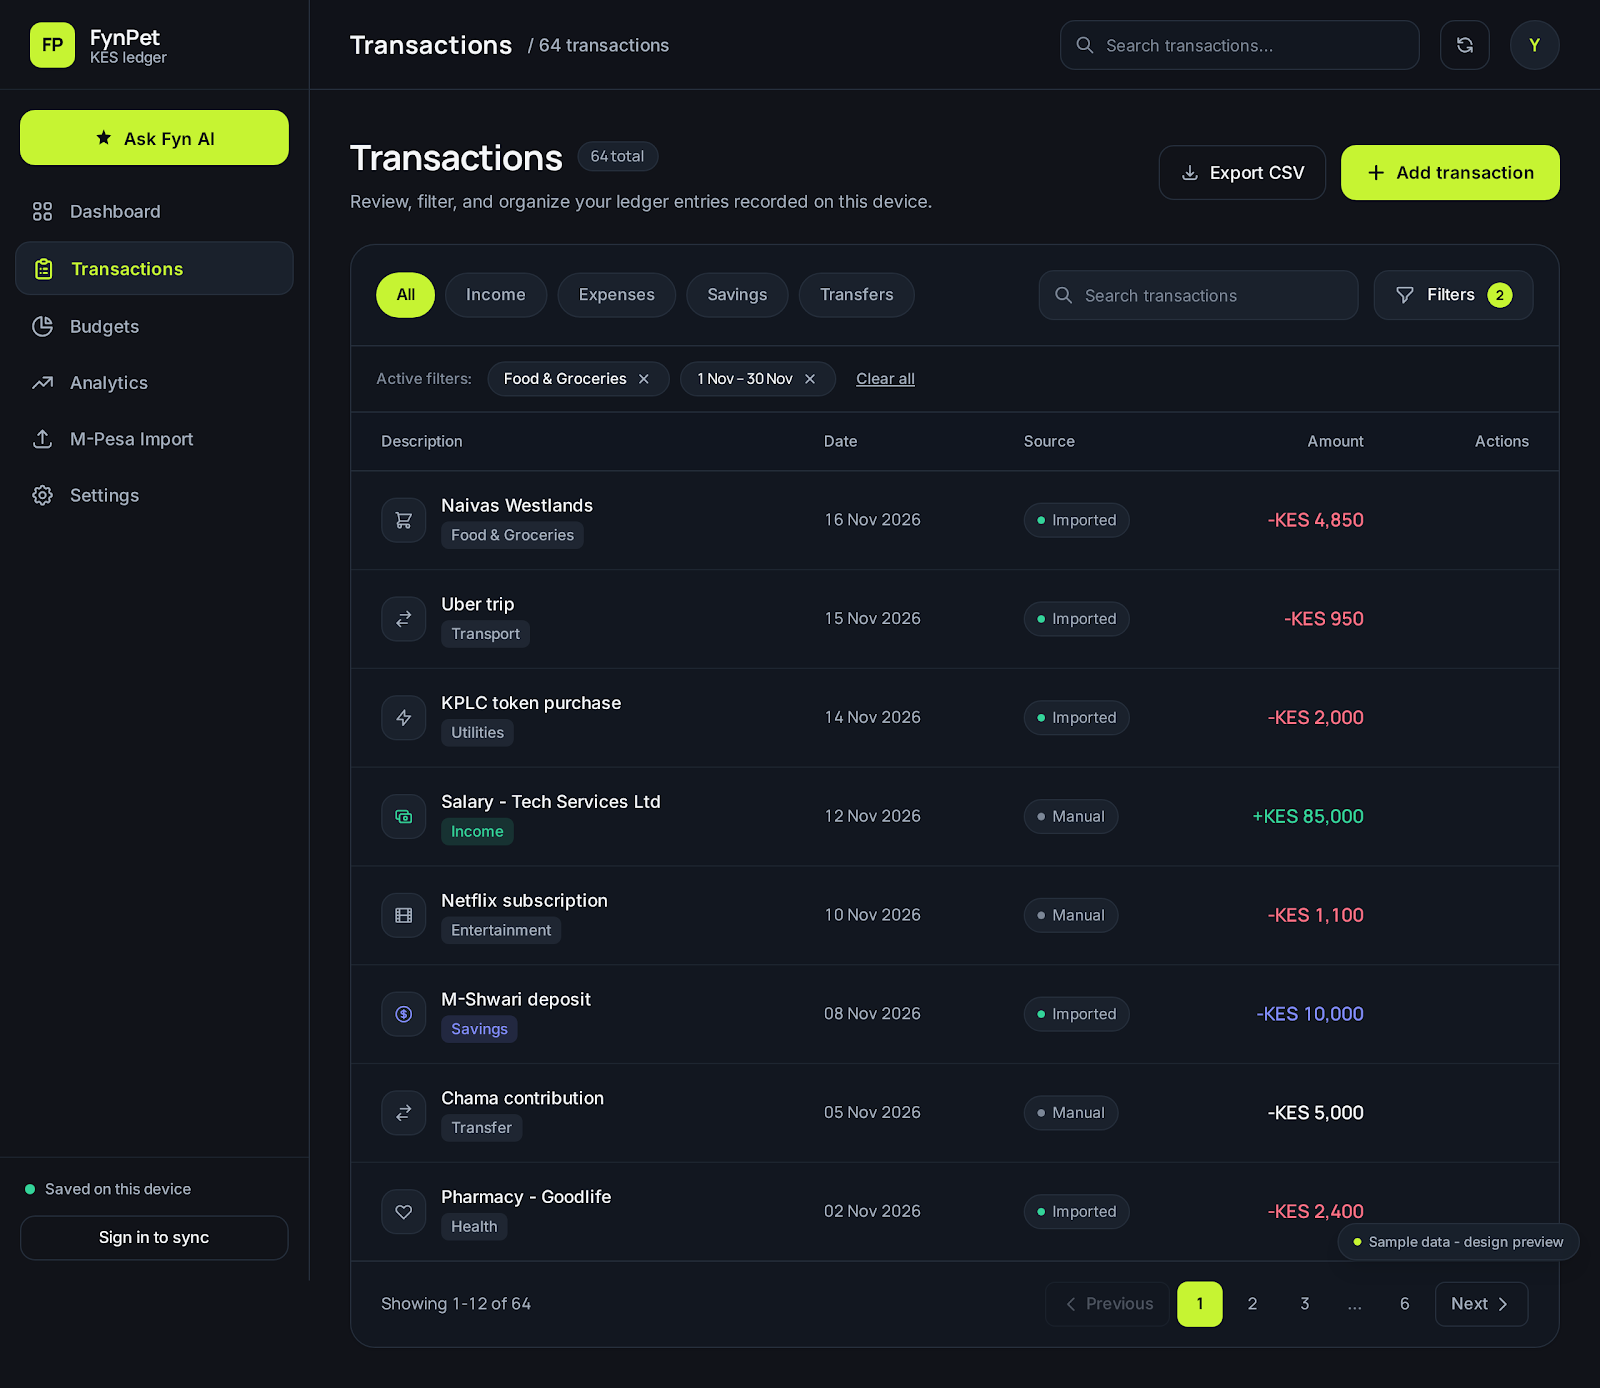 FP
FynPet
KES ledger
Transactions / 64 transactions
Search transactions...
Y
Ask Fyn AI
Dashboard
Transactions
Budgets
Analytics
M-Pesa Import
Settings
Saved on this device
Sign in to sync
Transactions 64 total
Review, filter, and organize your ledger entries recorded on this device.
Export CSV
Add transaction
All Income Expenses Savings Transfers
Search transactions
Filters 2
Active filters: Food & Groceries 1 Nov – 30 Nov Clear all
Description Date Source Amount Actions
Naivas Westlands
Food & Groceries
16 Nov 2026 Imported -KES 4,850
Uber trip
Transport
15 Nov 2026 Imported -KES 950
KPLC token purchase
Utilities
14 Nov 2026 Imported -KES 2,000
Salary - Tech Services Ltd
Income
12 Nov 2026 Manual +KES 85,000
Netflix subscription
Entertainment
10 Nov 2026 Manual -KES 1,100
M-Shwari deposit
Savings
08 Nov 2026 Imported -KES 10,000
Chama contribution
Transfer
05 Nov 2026 Manual -KES 5,000
Pharmacy - Goodlife
Health
02 Nov 2026 Imported -KES 2,400
Sample data - design preview
Showing 1-12 of 64
Previous 1 2 3 ... 6 Next